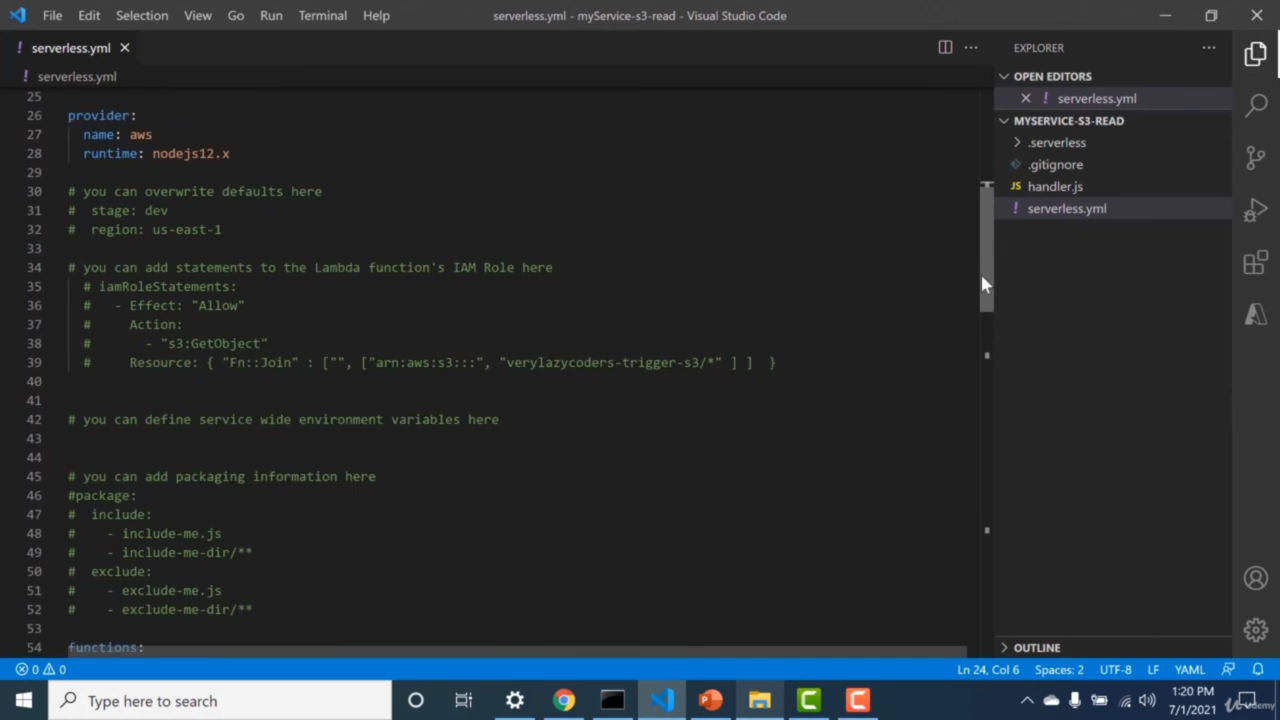 File Edit Selection View Go Run Terminal Help
serverless.yml - myService-s3-read - Visual Studio Code
! serverless.yml
! serverless.yml
25
26 provider:
27 name: aws
28 runtime: nodejs12.x
29
30 # you can overwrite defaults here
31 # stage: dev
32 # region: us-east-1
33
34 # you can add statements to the Lambda function's IAM Role here
35 # iamRoleStatements:
36 # - Effect: "Allow"
37 # Action:
38 # - "s3:GetObject"
39 # Resource: { "Fn::Join" : ["", ["arn:aws:s3:::", "verylazycoders-trigger-s3/*" ] ] }
40
41
42 # you can define service wide environment variables here
43
44
45 # you can add packaging information here
46 #package:
47 # include:
48 # - include-me.js
49 # - include-me-dir/**
50 # exclude:
51 # - exclude-me.js
52 # - exclude-me-dir/**
53
54 functions:
EXPLORER
OPEN EDITORS
! serverless.yml
MYSERVICE-S3-READ
.serverless
.gitignore
JS handler.js
! serverless.yml
OUTLINE
0 0
Ln 24, Col 6 Spaces: 2 UTF-8 LF YAML
Type here to search
1:20 PM
7/1/2021
Udemy